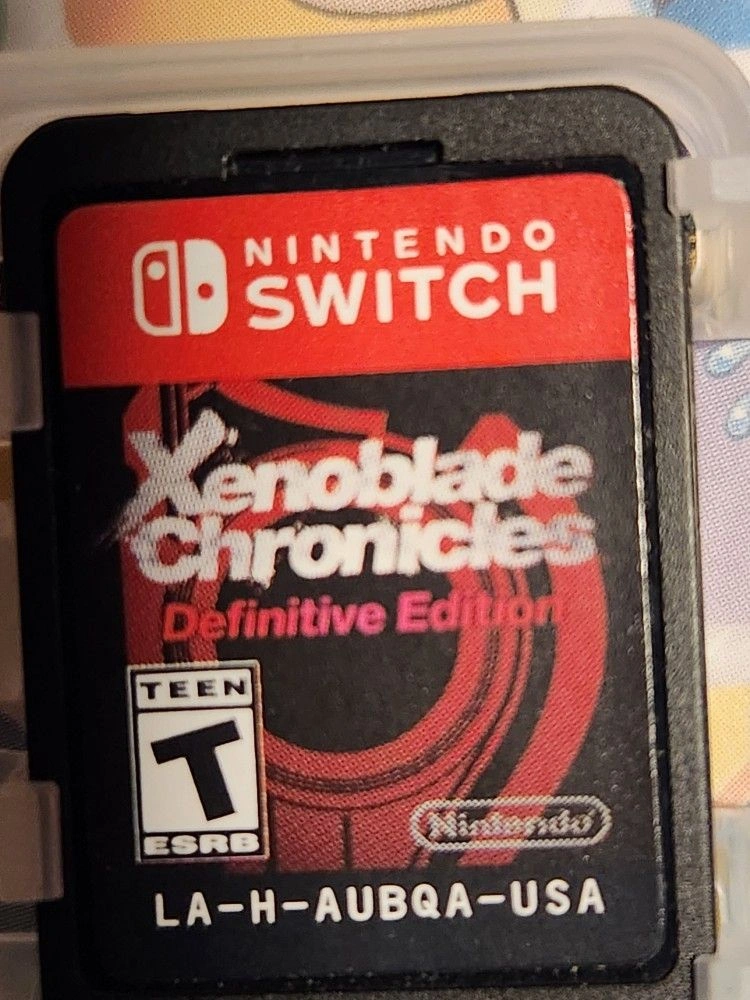 NINTENDO
SWITCH
Xenoblade
Chronicles
Definitive Edition
TEEN
T
ESRB
Nintendo
LA-H-AUBQA-USA